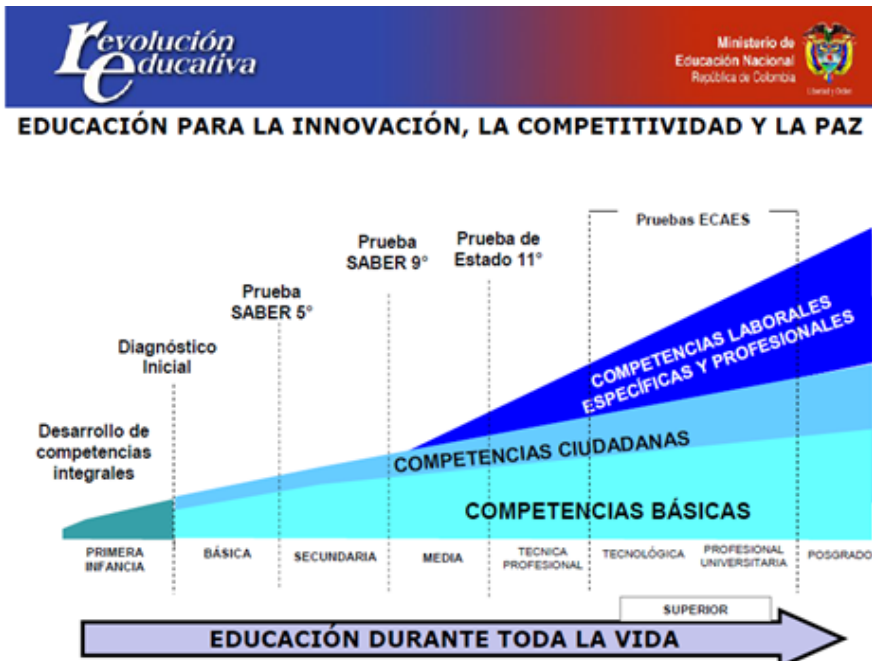 revolución
educativa
Ministerio de
Educación Nacional
República de Colombia
Libertad y Orden
EDUCACIÓN PARA LA INNOVACIÓN, LA COMPETITIVIDAD Y LA PAZ
Pruebas ECAES
Prueba
SABER 9°
Prueba de
Estado 11°
Prueba
SABER 5°
Diagnóstico
Inicial
Desarrollo de
competencias
integrales
COMPETENCIAS LABORALES
ESPECÍFICAS Y PROFESIONALES
COMPETENCIAS CIUDADANAS
COMPETENCIAS BÁSICAS
PRIMERA
INFANCIA
BÁSICA
SECUNDARIA
MEDIA
TECNICA
PROFESIONAL
TECNOLÓGICA
PROFESIONAL
UNIVERSITARIA
POSGRADO
SUPERIOR
EDUCACIÓN DURANTE TODA LA VIDA